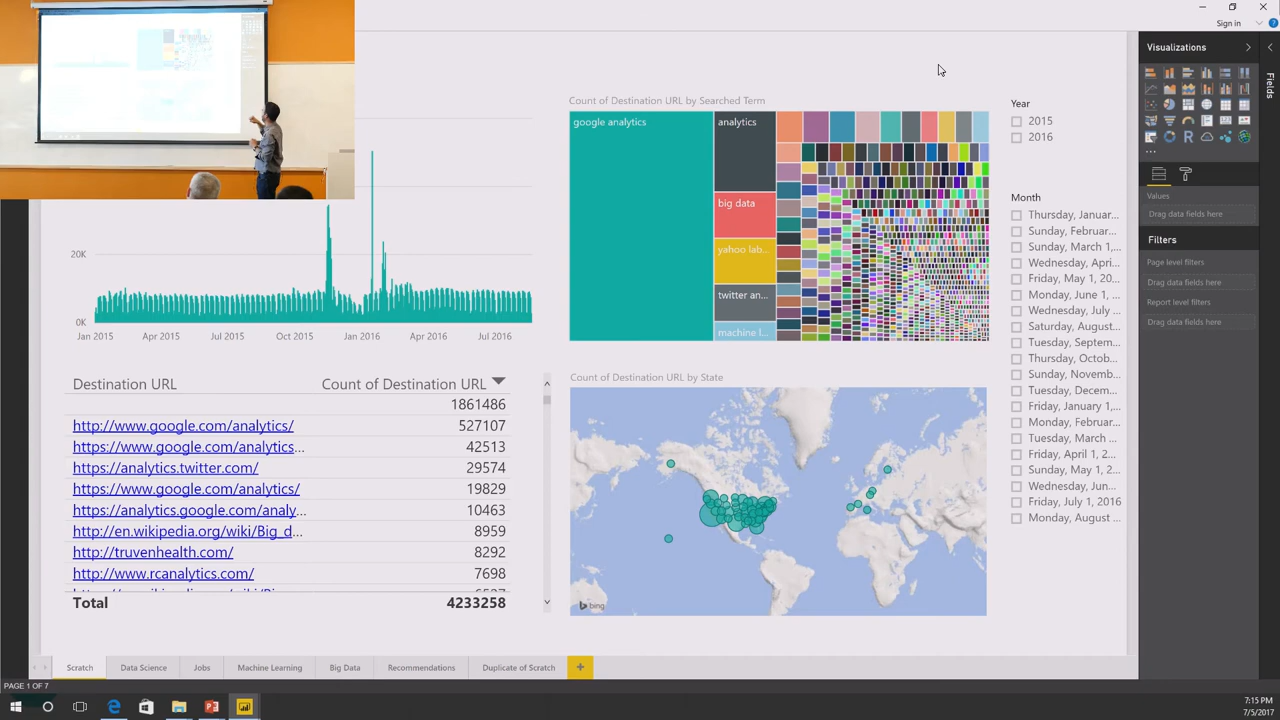 Sign in
Count of Destination URL by Searched Term
google analytics
analytics
big data
yahoo lab...
twitter an...
machine l...
20K
0K
Jan 2015
Apr 2015
Jul 2015
Oct 2015
Jan 2016
Apr 2016
Jul 2016
Destination URL Count of Destination URL
1861486
http://www.google.com/analytics/ 527107
https://www.google.com/analytics... 42513
https://analytics.twitter.com/ 29574
https://www.google.com/analytics/ 19829
https://analytics.google.com/analy... 10463
http://en.wikipedia.org/wiki/Big_d... 8959
http://truvenhealth.com/ 8292
http://www.rcanalytics.com/ 7698
Total 4233258
Count of Destination URL by State
bing
Year
2015
2016
Month
Thursday, Januar...
Sunday, Februar...
Sunday, March 1,...
Wednesday, April...
Friday, May 1, 20...
Monday, June 1, ...
Wednesday, July ...
Saturday, August...
Tuesday, Septem...
Thursday, Octob...
Sunday, Novemb...
Tuesday, Decem...
Friday, January 1,...
Monday, Februar...
Tuesday, March ...
Friday, April 1, 2...
Sunday, May 1, 2...
Wednesday, Jun...
Friday, July 1, 2016
Monday, August ...
Visualizations
Fields
R
...
Values
Drag data fields here
Filters
Page level filters
Drag data fields here
Report level filters
Drag data fields here
Scratch
Data Science
Jobs
Machine Learning
Big Data
Recommendations
Duplicate of Scratch
+
PAGE 1 OF 7
7:15 PM
7/5/2017